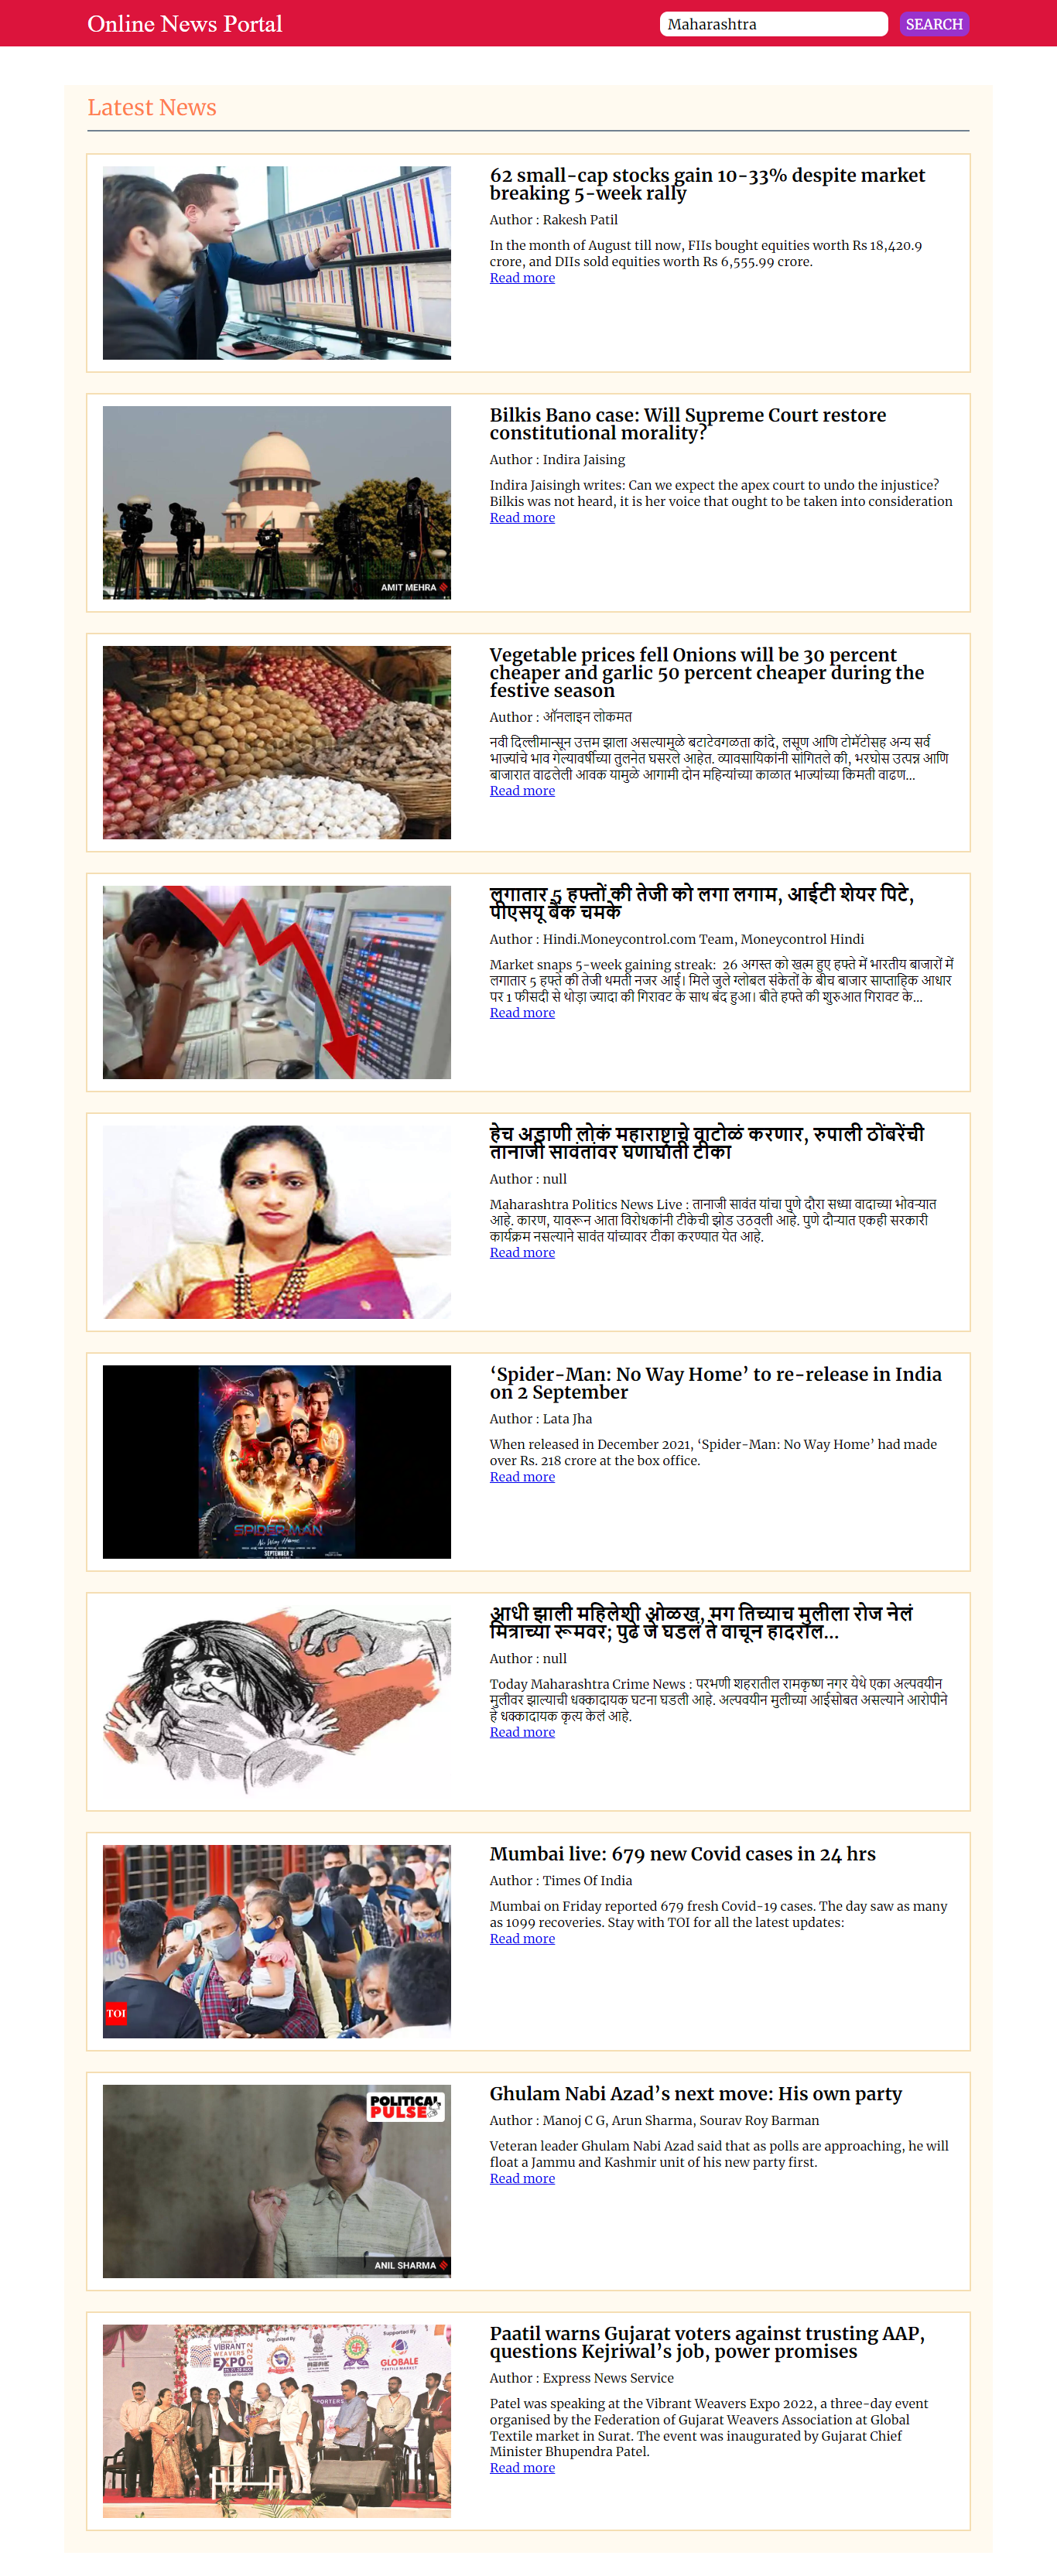 Online News Portal
Maharashtra
SEARCH
Latest News
62 small-cap stocks gain 10-33% despite market
breaking 5-week rally
Author : Rakesh Patil
In the month of August till now, FIIs bought equities worth Rs 18,420.9
crore, and DIIs sold equities worth Rs 6,555.99 crore.
Read more
AMIT MEHRA
Bilkis Bano case: Will Supreme Court restore
constitutional morality?
Author : Indira Jaising
Indira Jaisingh writes: Can we expect the apex court to undo the injustice?
Bilkis was not heard, it is her voice that ought to be taken into consideration
Read more
Vegetable prices fell Onions will be 30 percent
cheaper and garlic 50 percent cheaper during the
festive season
Author : ऑनलाइन लोकमत
नवी दिल्लीमान्सून उत्तम झाला असल्यामुळे बटाटेवगळता कांदे, लसूण आणि टोमॅटोसह अन्य सर्व
भाज्यांचे भाव गेल्यावर्षीच्या तुलनेत घसरले आहेत. व्यावसायिकांनी सांगितले की, भरघोस उत्पन्न आणि
बाजारात वाढलेली आवक यामुळे आगामी दोन महिन्यांच्या काळात भाज्यांच्या किमती वाढण…
Read more
लगातार 5 हफ्तों की तेजी को लगा लगाम, आईटी शेयर पिटे,
पीएसयू बैंक चमके
Author : Hindi.Moneycontrol.com Team, Moneycontrol Hindi
Market snaps 5-week gaining streak: 26 अगस्त को खत्म हुए हफ्ते में भारतीय बाजारों में
लगातार 5 हफ्ते की तेजी थमती नजर आई। मिले जुले ग्लोबल संकेतों के बीच बाजार साप्ताहिक आधार
पर 1 फीसदी से थोड़ा ज्यादा की गिरावट के साथ बंद हुआ। बीते हफ्ते की शुरुआत गिरावट के…
Read more
हेच अडाणी लोकं महाराष्ट्राचे वाटोळं करणार, रुपाली ठोंबरेंची
तानाजी सावंतांवर घणाघाती टीका
Author : null
Maharashtra Politics News Live : तानाजी सावंत यांचा पुणे दौरा सध्या वादाच्या भोवऱ्यात
आहे. कारण, यावरून आता विरोधकांनी टीकेची झोड उठवली आहे. पुणे दौऱ्यात एकही सरकारी
कार्यक्रम नसल्याने सावंत यांच्यावर टीका करण्यात येत आहे.
Read more
SPIDER-MAN
No Way Home
SEPTEMBER 2
‘Spider-Man: No Way Home’ to re-release in India
on 2 September
Author : Lata Jha
When released in December 2021, ‘Spider-Man: No Way Home’ had made
over Rs. 218 crore at the box office.
Read more
आधी झाली महिलेशी ओळख, मग तिच्याच मुलीला रोज नेलं
मित्राच्या रूमवर; पुढे जे घडलं ते वाचून हादराल...
Author : null
Today Maharashtra Crime News : परभणी शहरातील रामकृष्ण नगर येथे एका अल्पवयीन
मुलीवर झाल्याची धक्कादायक घटना घडली आहे. अल्पवयीन मुलीच्या आईसोबत असल्याने आरोपीने
हे धक्कादायक कृत्य केलं आहे.
Read more
TOI
Mumbai live: 679 new Covid cases in 24 hrs
Author : Times Of India
Mumbai on Friday reported 679 fresh Covid-19 cases. The day saw as many
as 1099 recoveries. Stay with TOI for all the latest updates:
Read more
POLITICAL
PULSE
ANIL SHARMA
Ghulam Nabi Azad’s next move: His own party
Author : Manoj C G, Arun Sharma, Sourav Roy Barman
Veteran leader Ghulam Nabi Azad said that as polls are approaching, he will
float a Jammu and Kashmir unit of his new party first.
Read more
VIBRANT
WEAVERS
EXPO 2022
Organized By
Supported By
GLOBALE
Paatil warns Gujarat voters against trusting AAP,
questions Kejriwal’s job, power promises
Author : Express News Service
Patel was speaking at the Vibrant Weavers Expo 2022, a three-day event
organised by the Federation of Gujarat Weavers Association at Global
Textile market in Surat. The event was inaugurated by Gujarat Chief
Minister Bhupendra Patel.
Read more